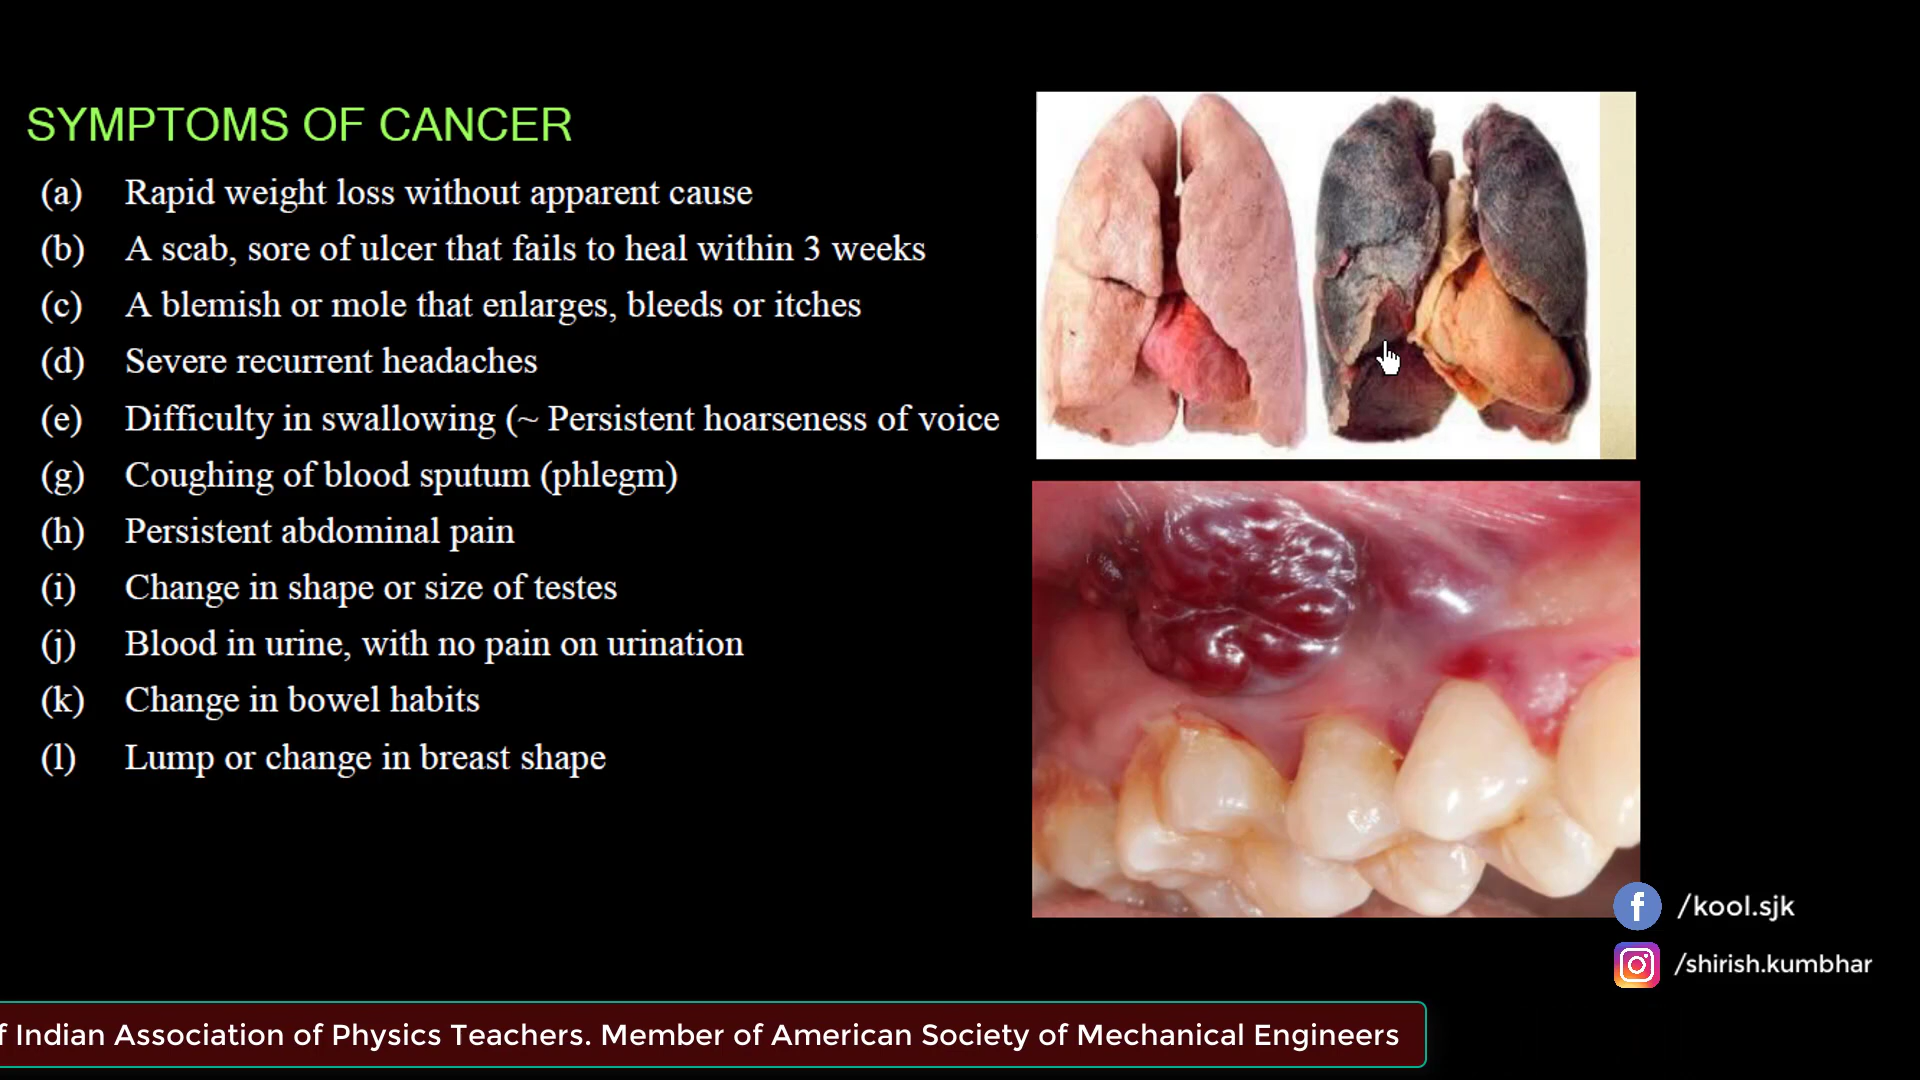 SYMPTOMS OF CANCER
(a) Rapid weight loss without apparent cause
(b) A scab, sore of ulcer that fails to heal within 3 weeks
(c) A blemish or mole that enlarges, bleeds or itches
(d) Severe recurrent headaches
(e) Difficulty in swallowing (~ Persistent hoarseness of voice
(g) Coughing of blood sputum (phlegm)
(h) Persistent abdominal pain
(i) Change in shape or size of testes
(j) Blood in urine, with no pain on urination
(k) Change in bowel habits
(l) Lump or change in breast shape
/kool.sjk
/shirish.kumbhar
f Indian Association of Physics Teachers. Member of American Society of Mechanical Engineers